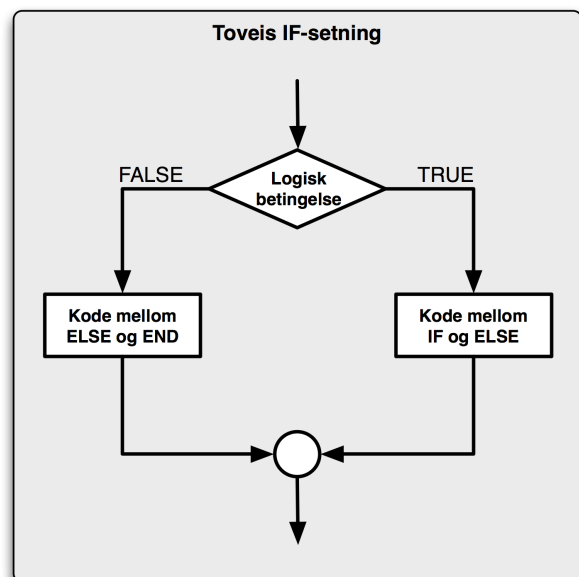 Toveis IF-setning
FALSE
Logisk
betingelse
TRUE
Kode mellom
ELSE og END
Kode mellom
IF og ELSE